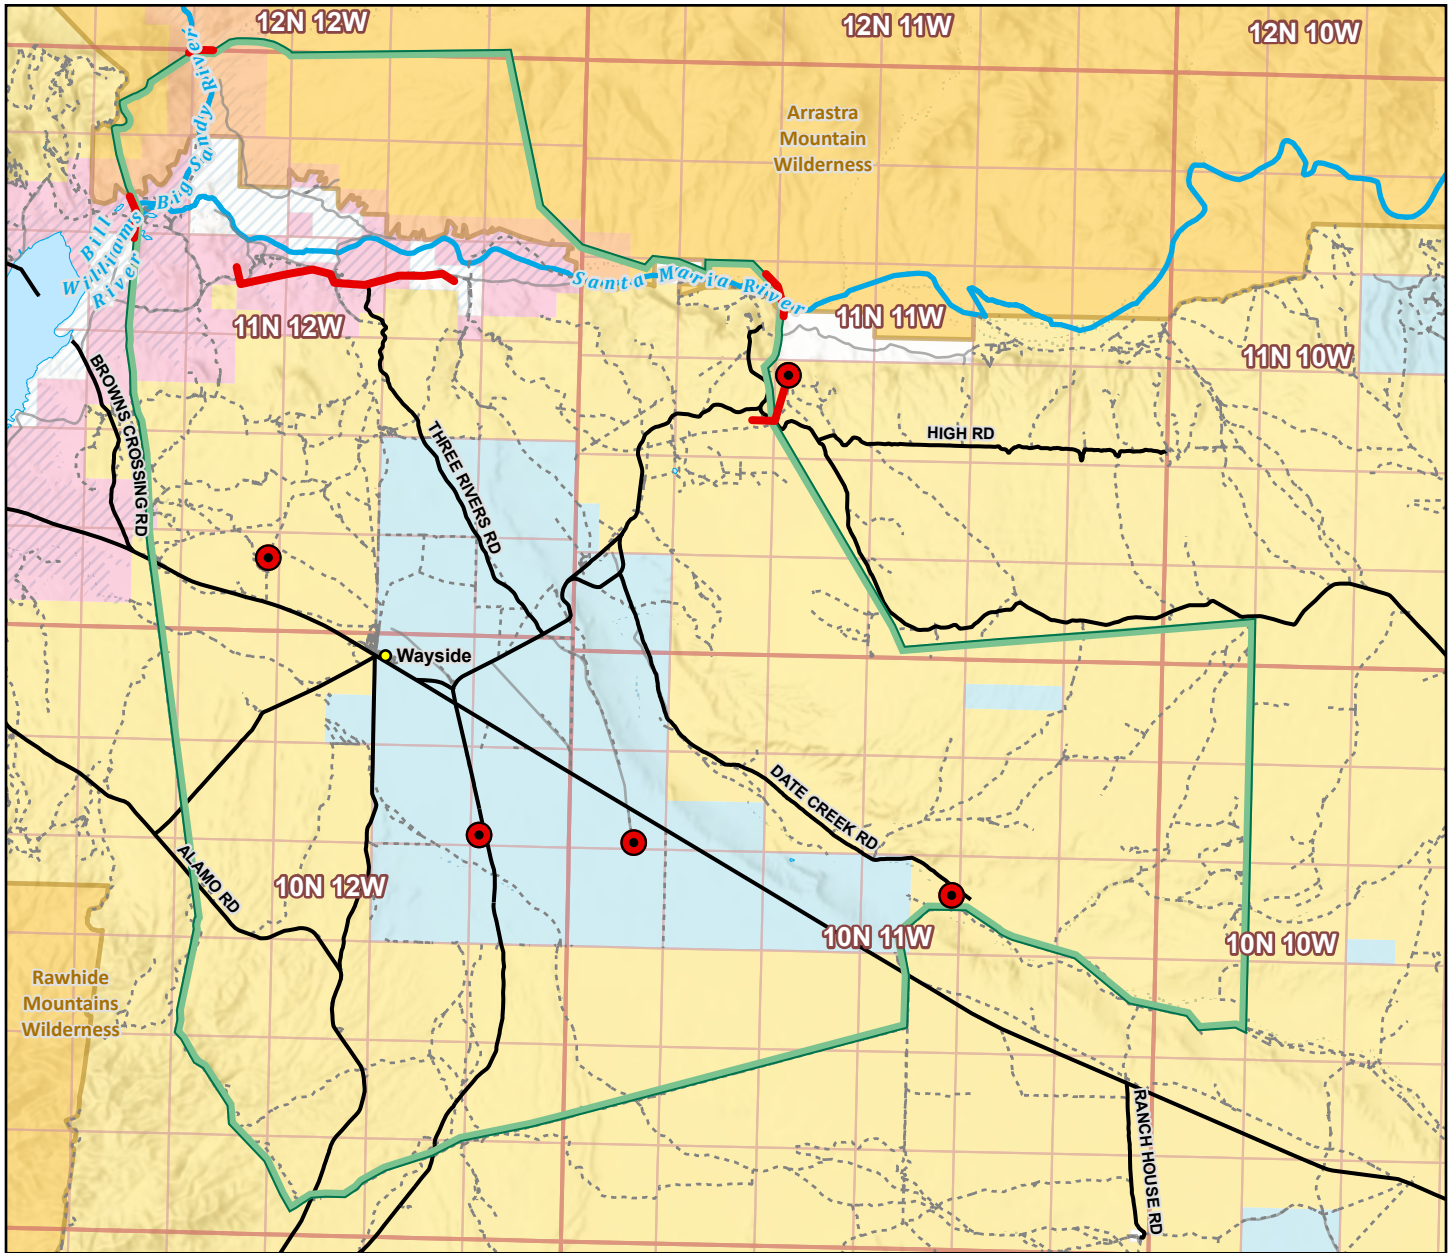 12N 12W
12N 11W
12N 10W
Arrastra
Mountain
Wilderness
Big Sandy River
Bill
Williams
River
Santa Maria River
11N 12W
11N 11W
11N 10W
BROWNS CROSSING RD
THREE RIVERS RD
HIGH RD
Wayside
DATE CREEK RD
ALAMO RD
10N 12W
10N 11W
10N 10W
Rawhide
Mountains
Wilderness
RANCH HOUSE RD